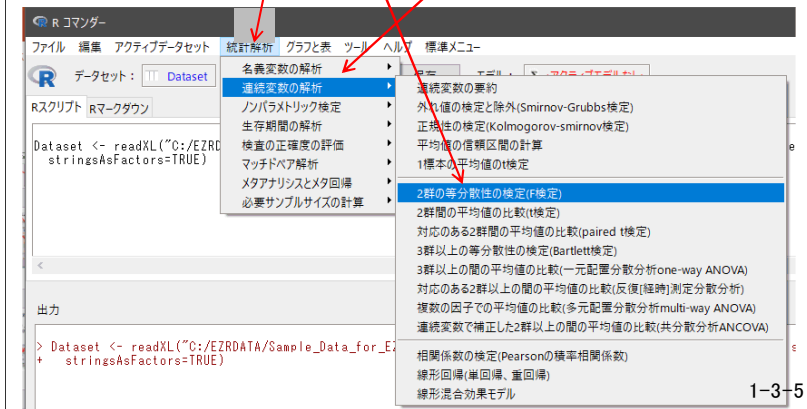 R コマンダー
ファイル 編集 アクティブデータセット 統計解析 グラフと表 ツール ヘルプ 標準メニュー
データセット: Dataset 保存 モデル: Σ <アクティブモデルなし>
Rスクリプト Rマークダウン
Dataset <- readXL("C:/EZRD
stringsAsFactors=TRUE)
名義変数の解析
連続変数の解析
ノンパラメトリック検定
生存期間の解析
検査の正確度の評価
マッチドペア解析
メタアナリシスとメタ回帰
必要サンプルサイズの計算
連続変数の要約
外れ値の検定と除外(Smirnov-Grubbs検定)
正規性の検定(Kolmogorov-smirnov検定)
平均値の信頼区間の計算
1標本の平均値のt検定
2群の等分散性の検定(F検定)
2群間の平均値の比較(t検定)
対応のある2群間の平均値の比較(paired t検定)
3群以上の等分散性の検定(Bartlett検定)
3群以上の間の平均値の比較(一元配置分散分析one-way ANOVA)
対応のある2群以上の間の平均値の比較(反復[経時]測定分散分析)
複数の因子での平均値の比較(多元配置分散分析multi-way ANOVA)
連続変数で補正した2群以上の間の平均値の比較(共分散分析ANCOVA)
相関係数の検定(Pearsonの積率相関係数)
線形回帰(単回帰、重回帰)
線形混合効果モデル
出力
> Dataset <- readXL("C:/EZRDATA/Sample_Data_for_EZ
+ stringsAsFactors=TRUE)
1-3-5